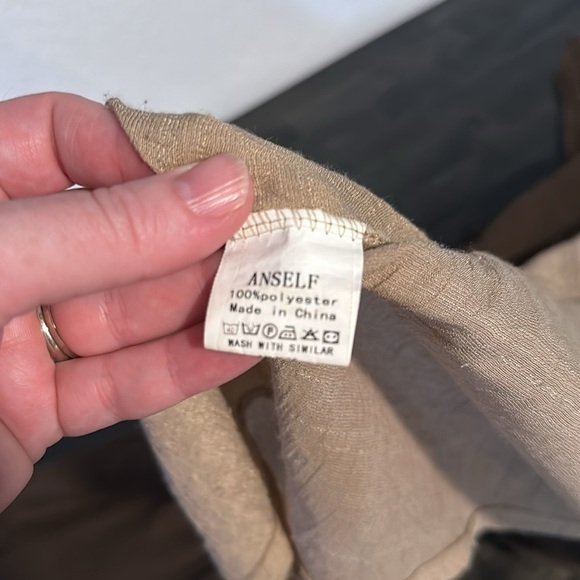 ANSELF
100%polyester
Made in China
WASH WITH SIMILAR